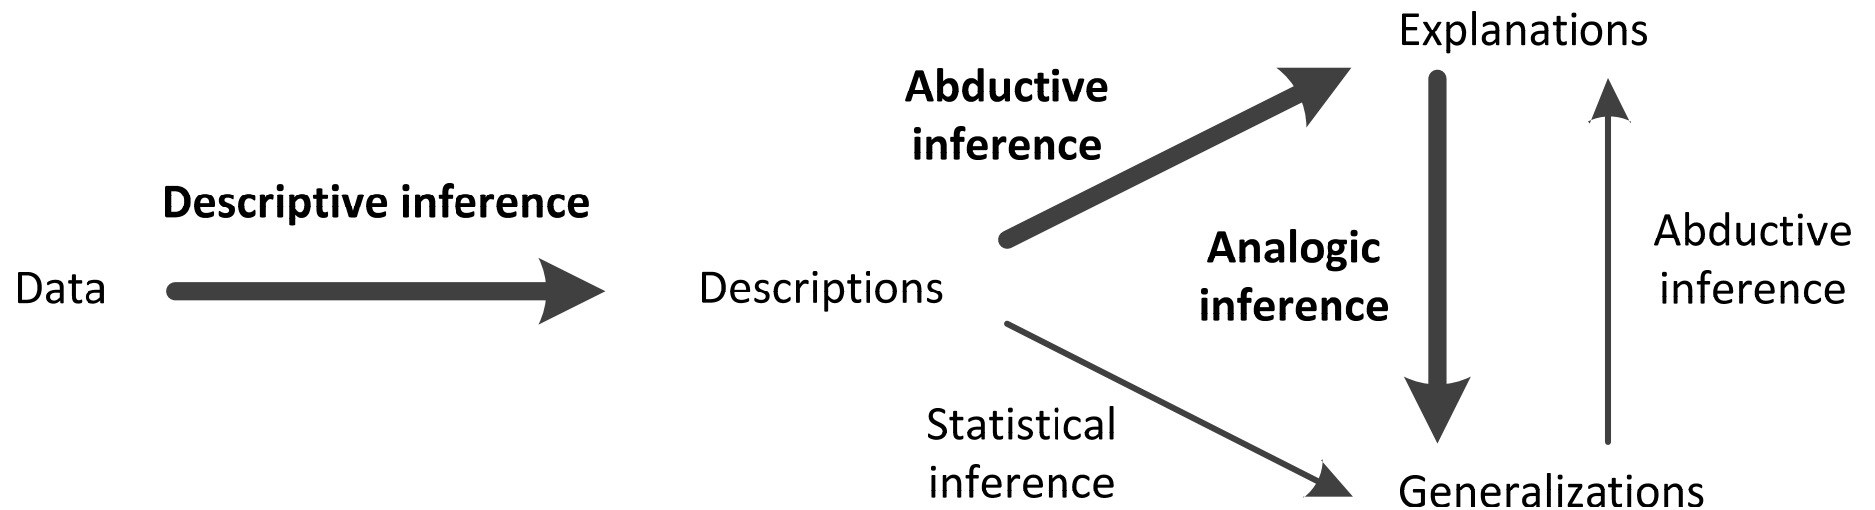 Explanations
Abductive
inference
Descriptive inference
Data
Descriptions
Analogic
inference
Abductive
inference
Statistical
inference
Generalizations